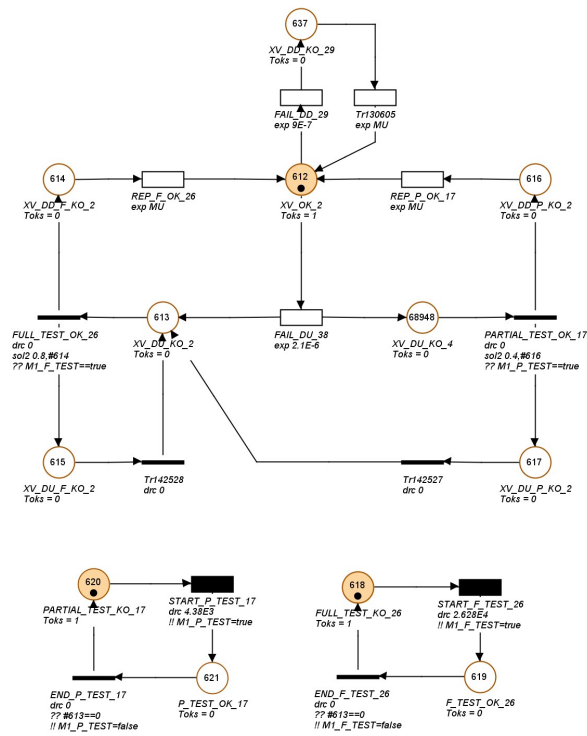 637
XV_DD_KO_29
Toks = 0
FAIL_DD_29
exp 9E-7
Tr130605
exp MU
614
XV_DD_F_KO_2
Toks = 0
REP_F_OK_26
exp MU
612
XV_OK_2
Toks = 1
REP_P_OK_17
exp MU
616
XV_DD_P_KO_2
Toks = 0
FULL_TEST_OK_26
drc 0
sol2 0.8,#614
?? M1_F_TEST==true
613
XV_DU_KO_2
Toks = 0
FAIL_DU_38
exp 2.1E-6
68948
XV_DU_KO_4
Toks = 0
PARTIAL_TEST_OK_17
drc 0
sol2 0.4,#616
?? M1_P_TEST==true
615
XV_DU_F_KO_2
Toks = 0
Tr142528
drc 0
Tr142527
drc 0
617
XV_DU_P_KO_2
Toks = 0
620
PARTIAL_TEST_KO_17
Toks = 1
START_P_TEST_17
drc 4.38E3
!! M1_P_TEST=true
END_P_TEST_17
drc 0
?? #613==0
!! M1_P_TEST=false
621
P_TEST_OK_17
Toks = 0
618
FULL_TEST_KO_26
Toks = 1
START_F_TEST_26
drc 2.628E4
!! M1_F_TEST=true
END_F_TEST_26
drc 0
?? #613==0
!! M1_F_TEST=false
619
F_TEST_OK_26
Toks = 0